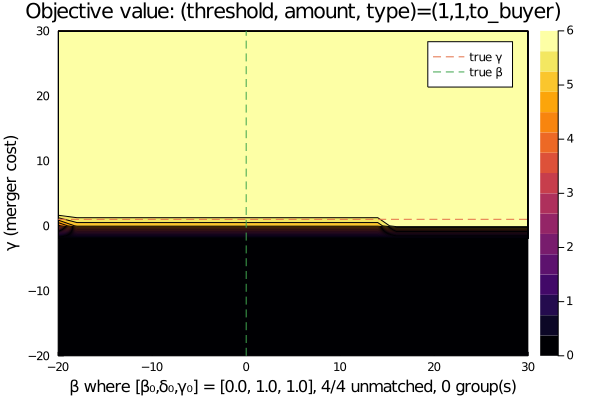 Objective value: (threshold, amount, type)=(1,1,to_buyer)
30
20
10
0
−10
−20
γ (merger cost)
true γ
true β
6
5
4
3
2
1
0
−20 −10 0 10 20 30
β where [β₀,δ₀,γ₀] = [0.0, 1.0, 1.0], 4/4 unmatched, 0 group(s)